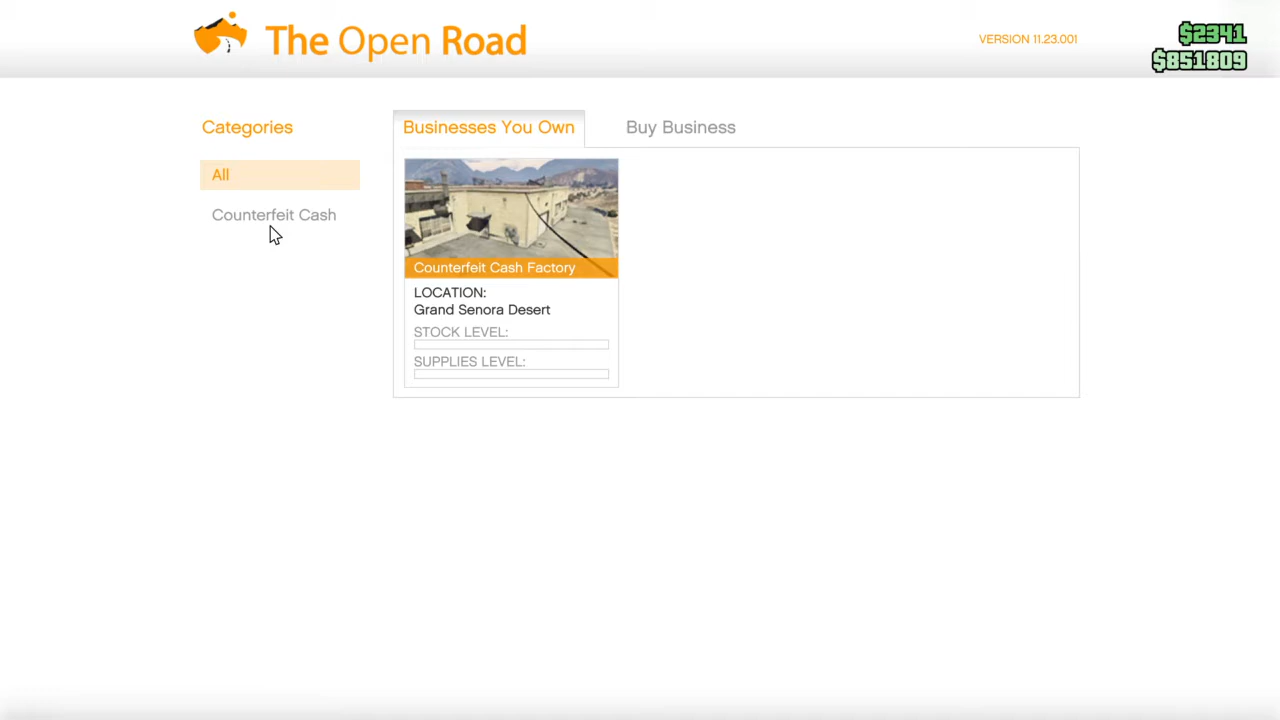 The Open Road
VERSION 11.23.001
$2341
$851809
Categories
All
Counterfeit Cash
Businesses You Own
Buy Business
Counterfeit Cash Factory
LOCATION:
Grand Senora Desert
STOCK LEVEL:
SUPPLIES LEVEL: